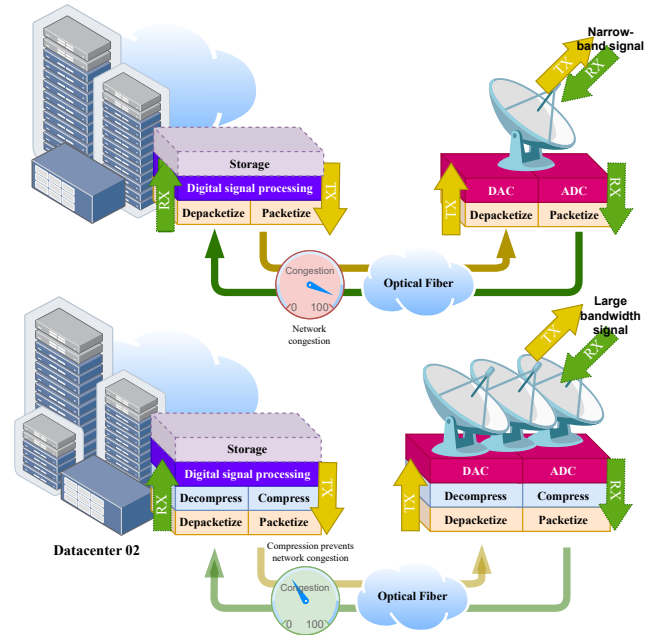 Narrow-
band signal
TX
RX
Storage
Digital signal processing
Depacketize Packetize
RX
TX
DAC ADC
Depacketize Packetize
TX
RX
Congestion
0 100
Optical Fiber
Network
congestion
Large
bandwidth
signal
TX
RX
Storage
Digital signal processing
Decompress Compress
Depacketize Packetize
RX
TX
DAC ADC
Decompress Compress
Depacketize Packetize
TX
RX
Datacenter 02
Compression prevents
network congestion
Congestion
0 100
Optical Fiber